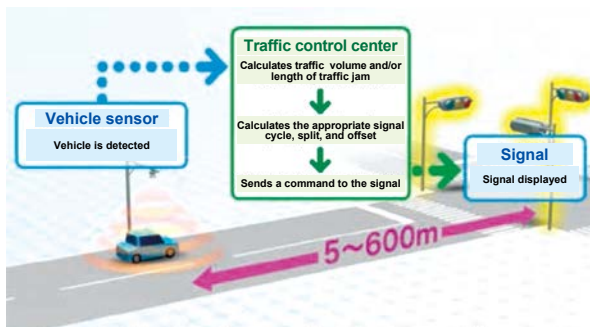 Traffic control center
Calculates traffic volume and/or
length of traffic jam
Calculates the appropriate signal
cycle, split, and offset
Sends a command to the signal
Vehicle sensor
Vehicle is detected
Signal
Signal displayed
5~600m